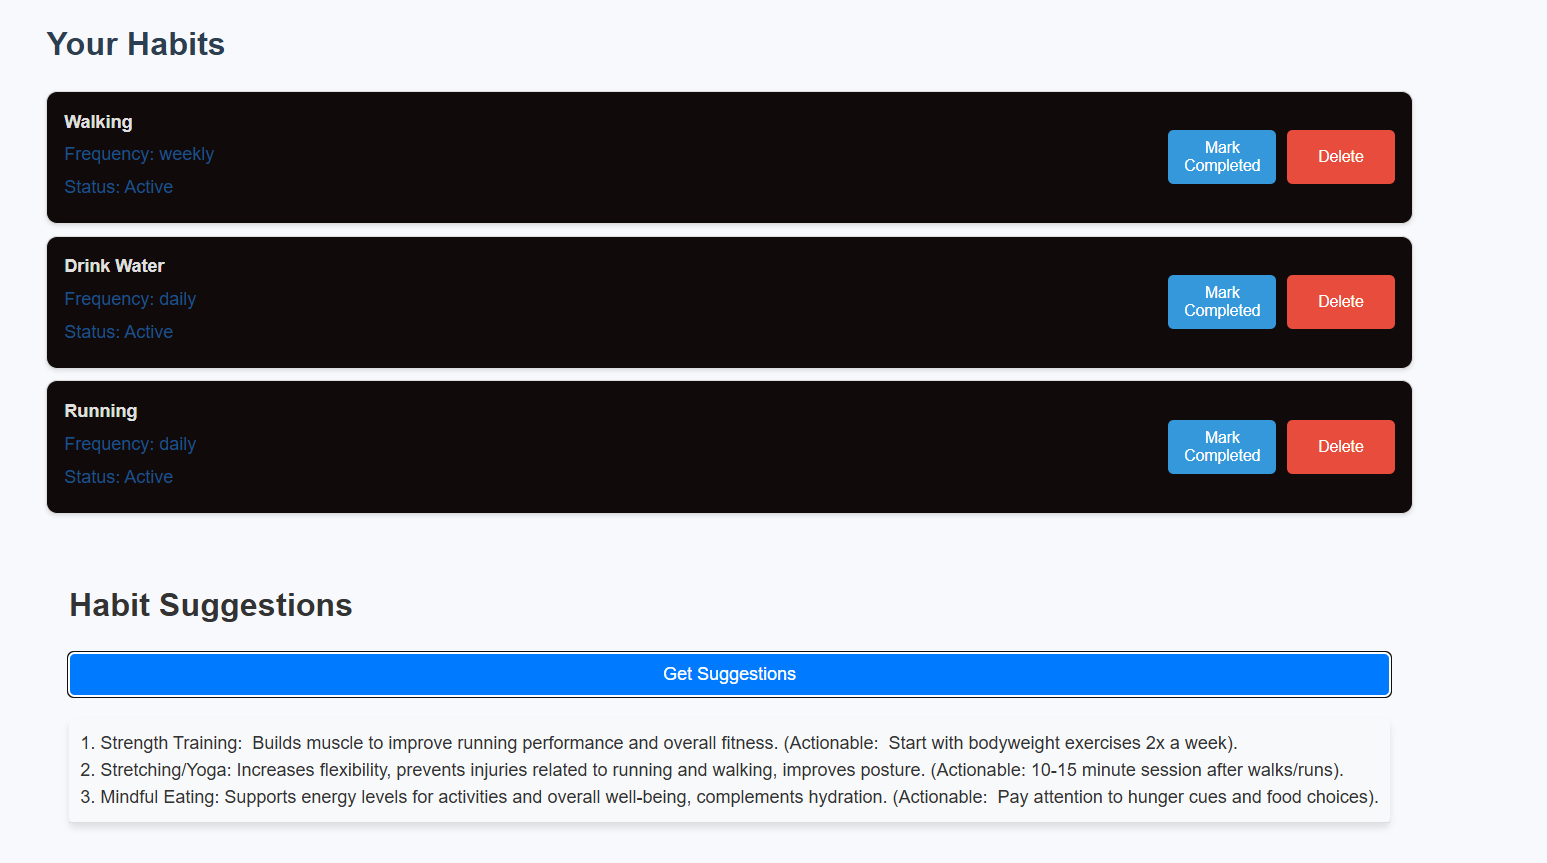 Your Habits
Walking
Frequency: weekly
Status: Active
Mark
Completed
Delete
Drink Water
Frequency: daily
Status: Active
Mark
Completed
Delete
Running
Frequency: daily
Status: Active
Mark
Completed
Delete
Habit Suggestions
Get Suggestions
1. Strength Training:  Builds muscle to improve running performance and overall fitness. (Actionable:  Start with bodyweight exercises 2x a week).
2. Stretching/Yoga: Increases flexibility, prevents injuries related to running and walking, improves posture. (Actionable: 10-15 minute session after walks/runs).
3. Mindful Eating: Supports energy levels for activities and overall well-being, complements hydration. (Actionable:  Pay attention to hunger cues and food choices).